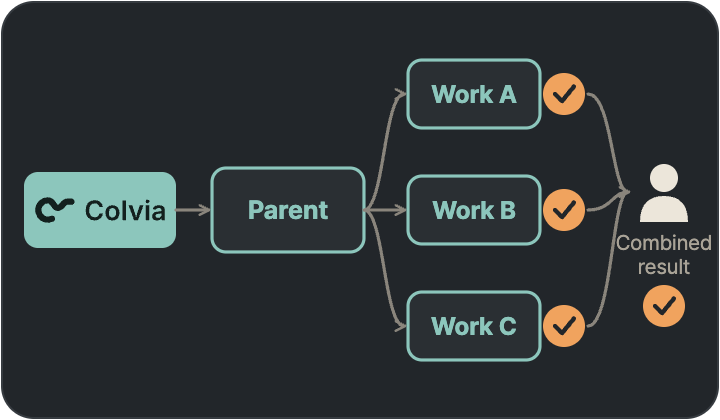 Colvia
Parent
Work A
Work B
Work C
Combined
result